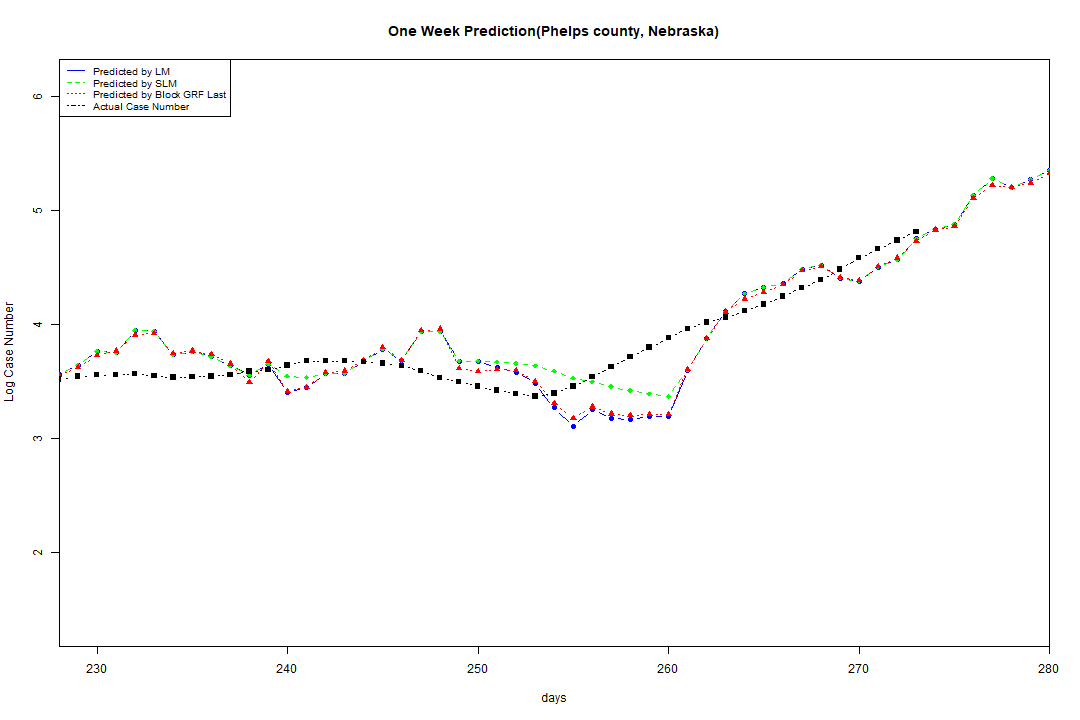 One Week Prediction(Phelps county, Nebraska)
Predicted by LM
Predicted by SLM
Predicted by Block GRF Last
Actual Case Number
6
5
4
3
2
Log Case Number
230 240 250 260 270 280
days